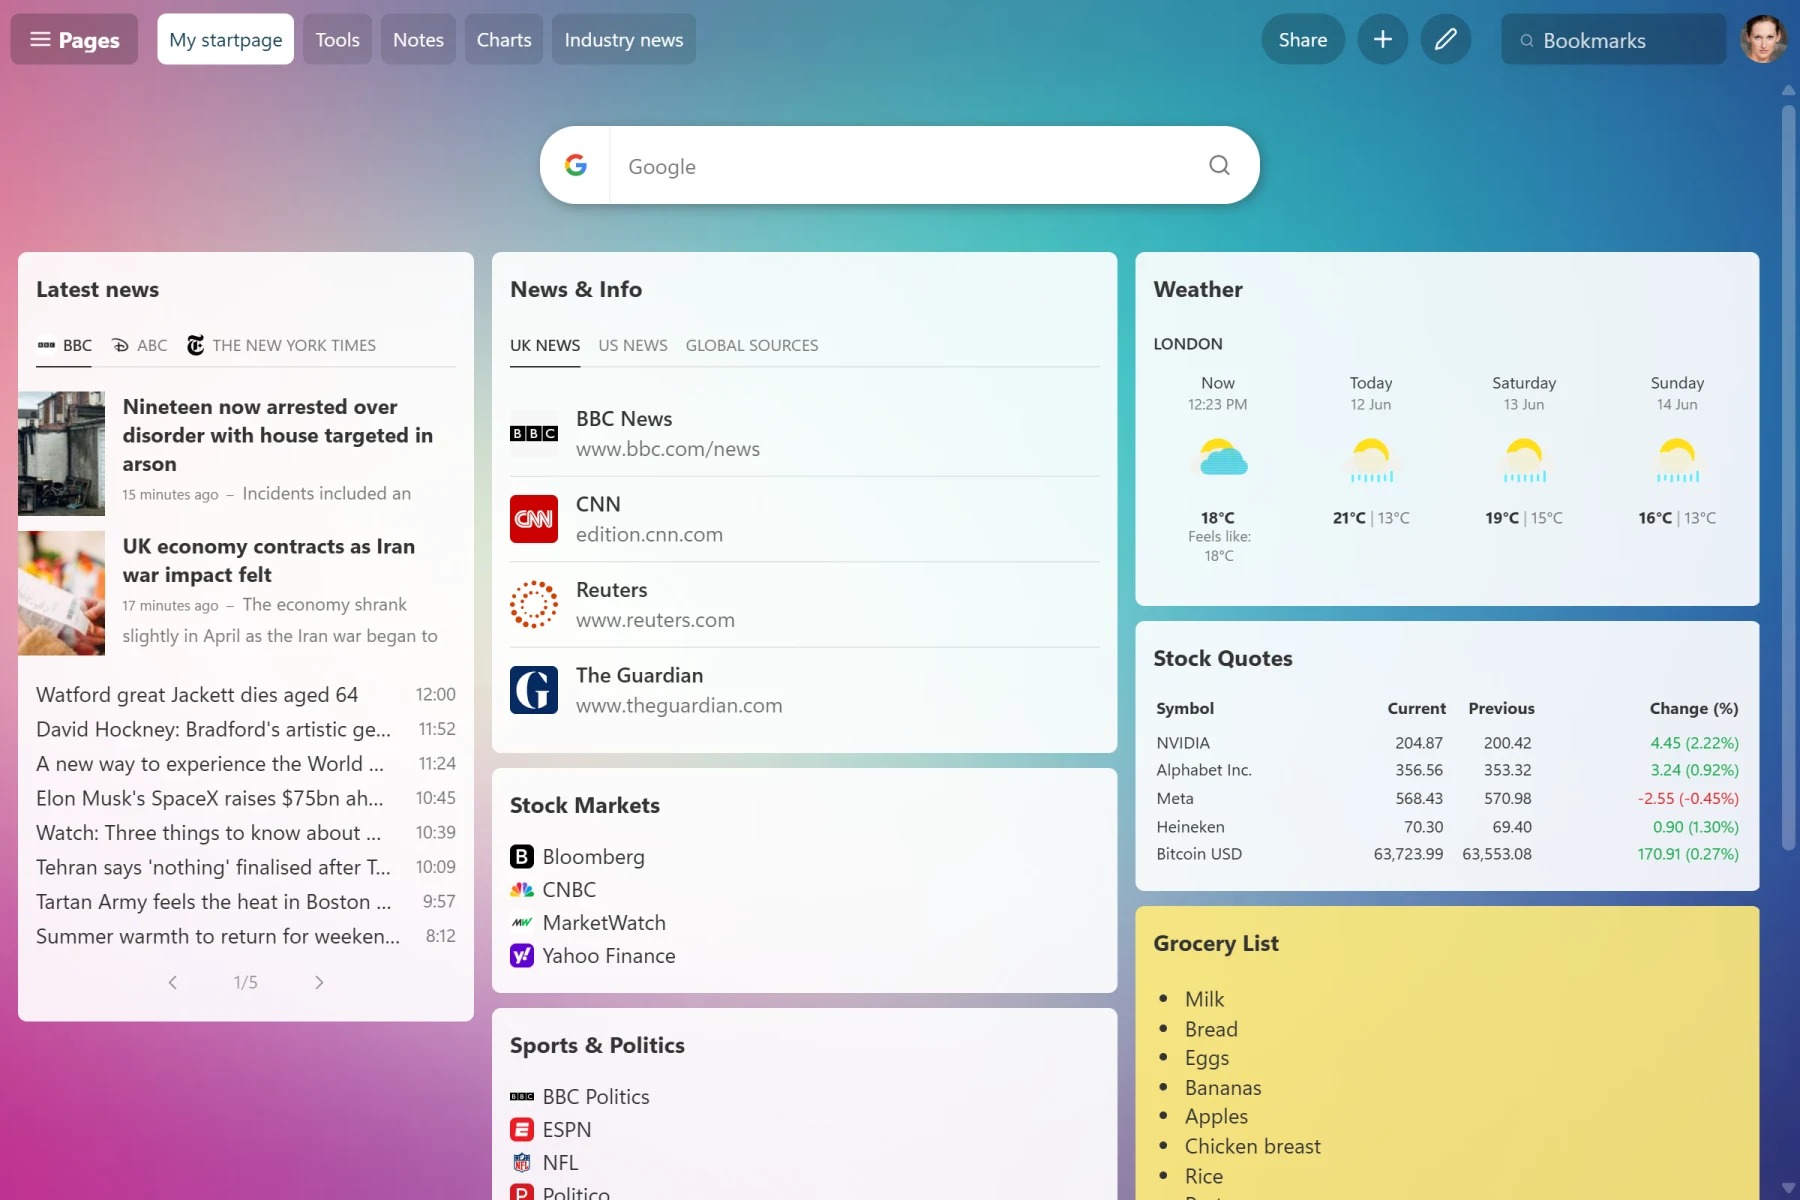 Pages
My startpage
Tools
Notes
Charts
Industry news
Share
Bookmarks
Google
Latest news
BBC
ABC
THE NEW YORK TIMES
Nineteen now arrested over
disorder with house targeted in
arson
15 minutes ago – Incidents included an
UK economy contracts as Iran
war impact felt
17 minutes ago – The economy shrank
slightly in April as the Iran war began to
Watford great Jackett dies aged 64 12:00
David Hockney: Bradford's artistic ge... 11:52
A new way to experience the World ... 11:24
Elon Musk's SpaceX raises $75bn ah... 10:45
Watch: Three things to know about ... 10:39
Tehran says 'nothing' finalised after T... 10:09
Tartan Army feels the heat in Boston ... 9:57
Summer warmth to return for weeken... 8:12
1/5
News & Info
UK NEWS
US NEWS
GLOBAL SOURCES
BBC
BBC News
www.bbc.com/news
CNN
CNN
edition.cnn.com
Reuters
www.reuters.com
G
The Guardian
www.theguardian.com
Stock Markets
B Bloomberg
CNBC
MW MarketWatch
y! Yahoo Finance
Sports & Politics
BBC BBC Politics
E ESPN
NFL NFL
P Politico
Weather
LONDON
Now Today Saturday Sunday
12:23 PM 12 Jun 13 Jun 14 Jun
18°C 21°C | 13°C 19°C | 15°C 16°C | 13°C
Feels like:
18°C
Stock Quotes
Symbol Current Previous Change (%)
NVIDIA 204.87 200.42 4.45 (2.22%)
Alphabet Inc. 356.56 353.32 3.24 (0.92%)
Meta 568.43 570.98 -2.55 (-0.45%)
Heineken 70.30 69.40 0.90 (1.30%)
Bitcoin USD 63,723.99 63,553.08 170.91 (0.27%)
Grocery List
• Milk
• Bread
• Eggs
• Bananas
• Apples
• Chicken breast
• Rice